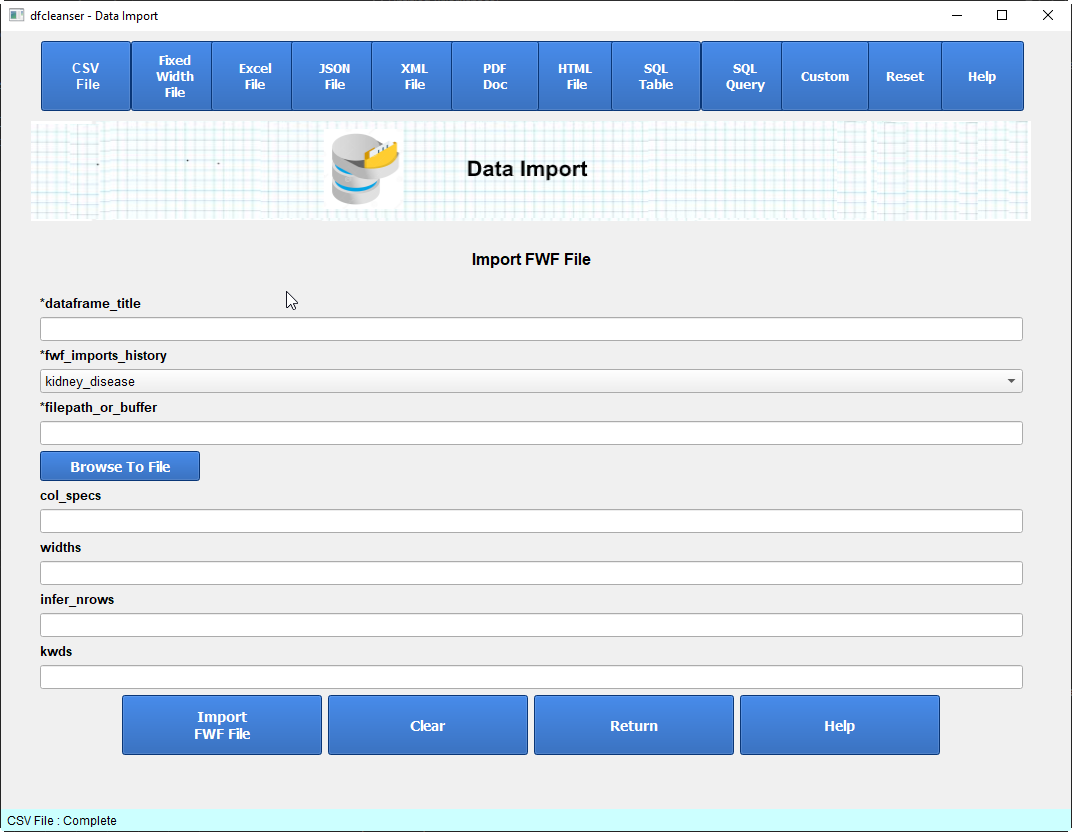 dfcleanser - Data Import
CSV
File
Fixed
Width
File
Excel
File
JSON
File
XML
File
PDF
Doc
HTML
File
SQL
Table
SQL
Query
Custom
Reset
Help
Data Import
Import FWF File
*dataframe_title
*fwf_imports_history
kidney_disease
*filepath_or_buffer
Browse To File
col_specs
widths
infer_nrows
kwds
Import
FWF File
Clear
Return
Help
CSV File : Complete